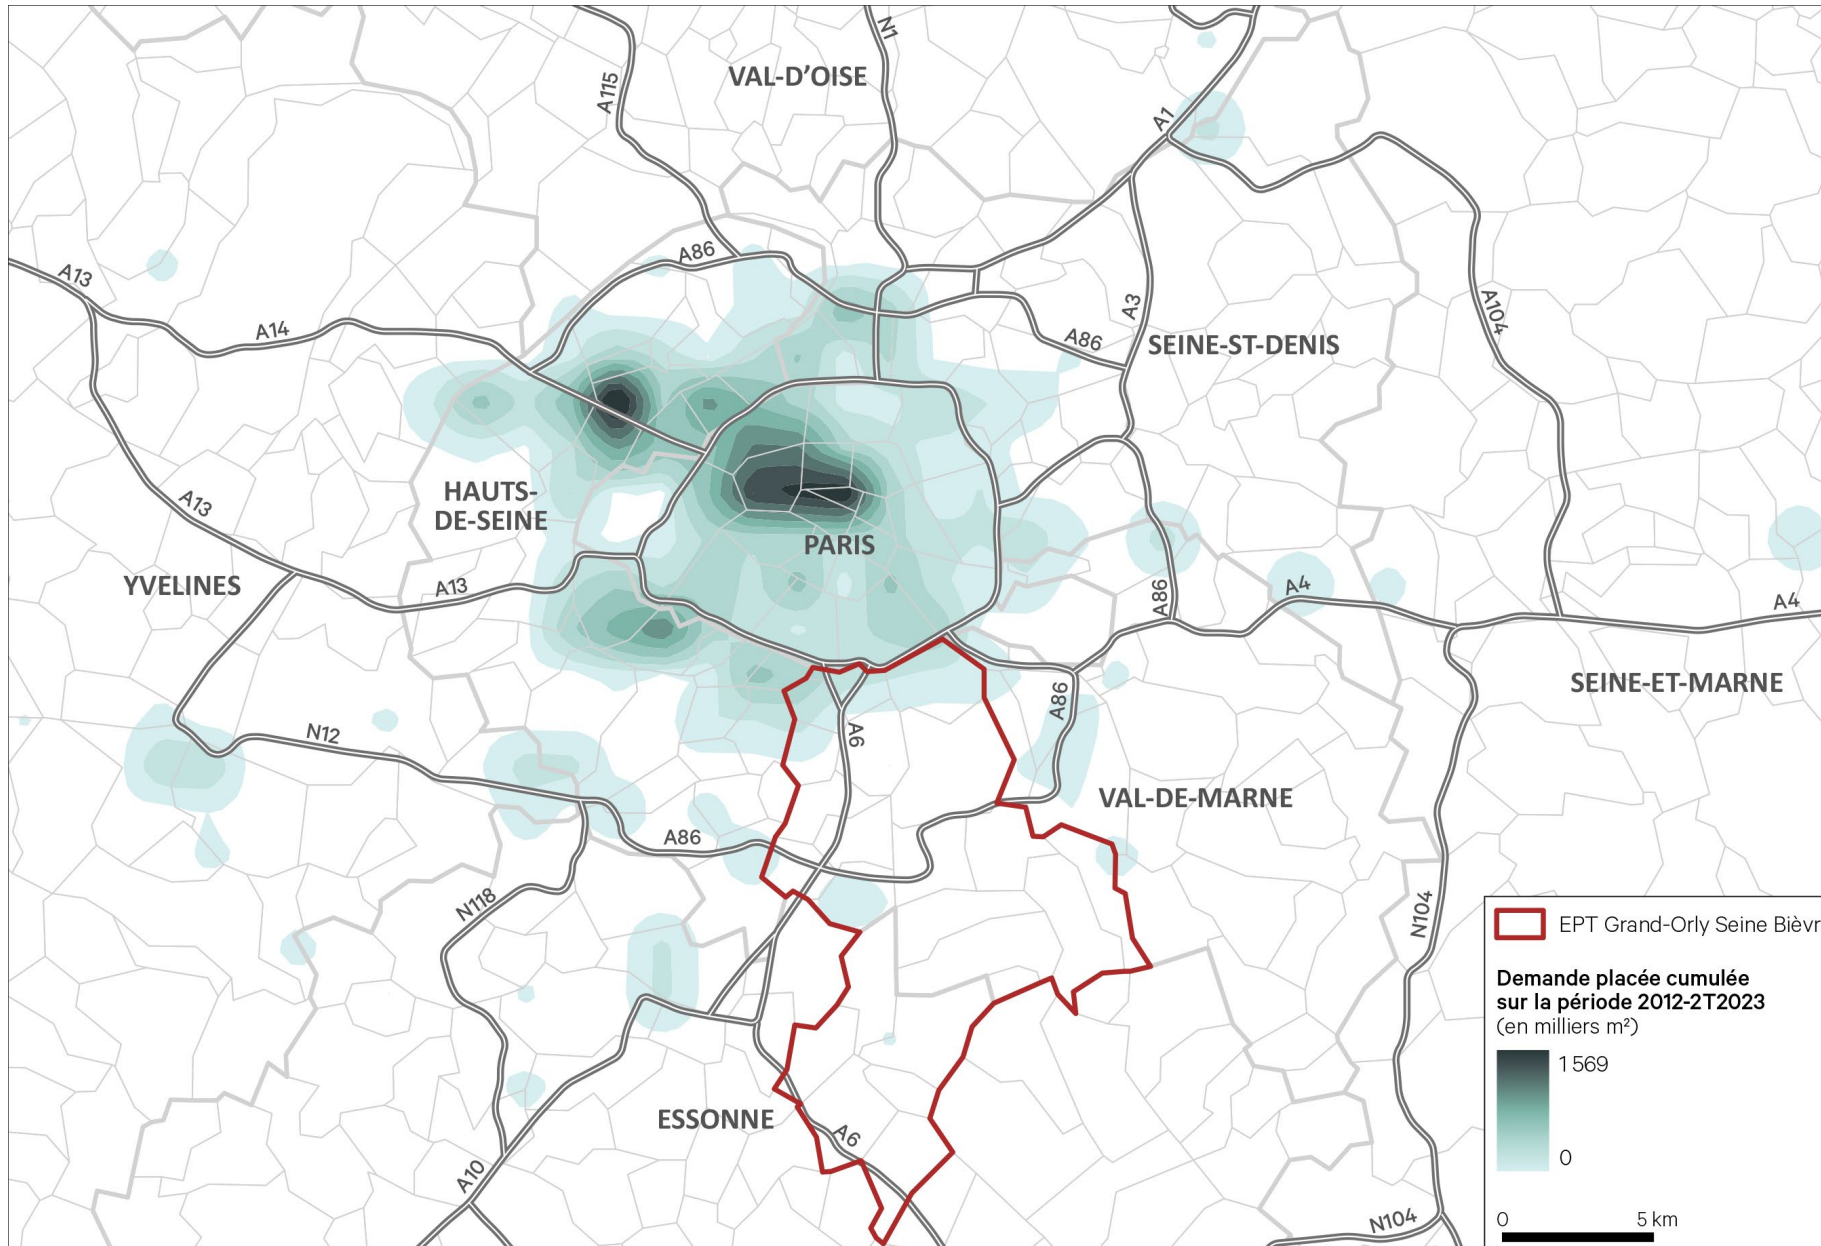 N1
VAL-D'OISE
A115
A1
A86
A13
A14
A3
A86
A104
SEINE-ST-DENIS
HAUTS-
DE-SEINE
A13
PARIS
YVELINES
A13
A86
A4
A4
SEINE-ET-MARNE
A86
N12
A6
VAL-DE-MARNE
A86
N118
N104
EPT Grand-Orly Seine Bièvr
Demande placée cumulée
sur la période 2012-2T2023
(en milliers m²)
1 569
0
ESSONNE
A6
A10
N104
0 5 km